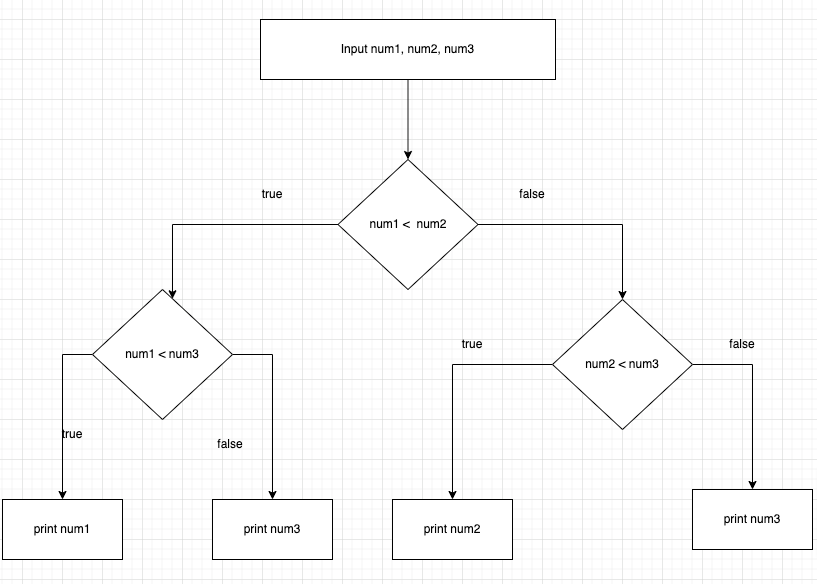 Input num1, num2, num3
true
false
num1 < num2
num1 < num3
true
false
num2 < num3
true
false
print num1
print num3
print num2
print num3